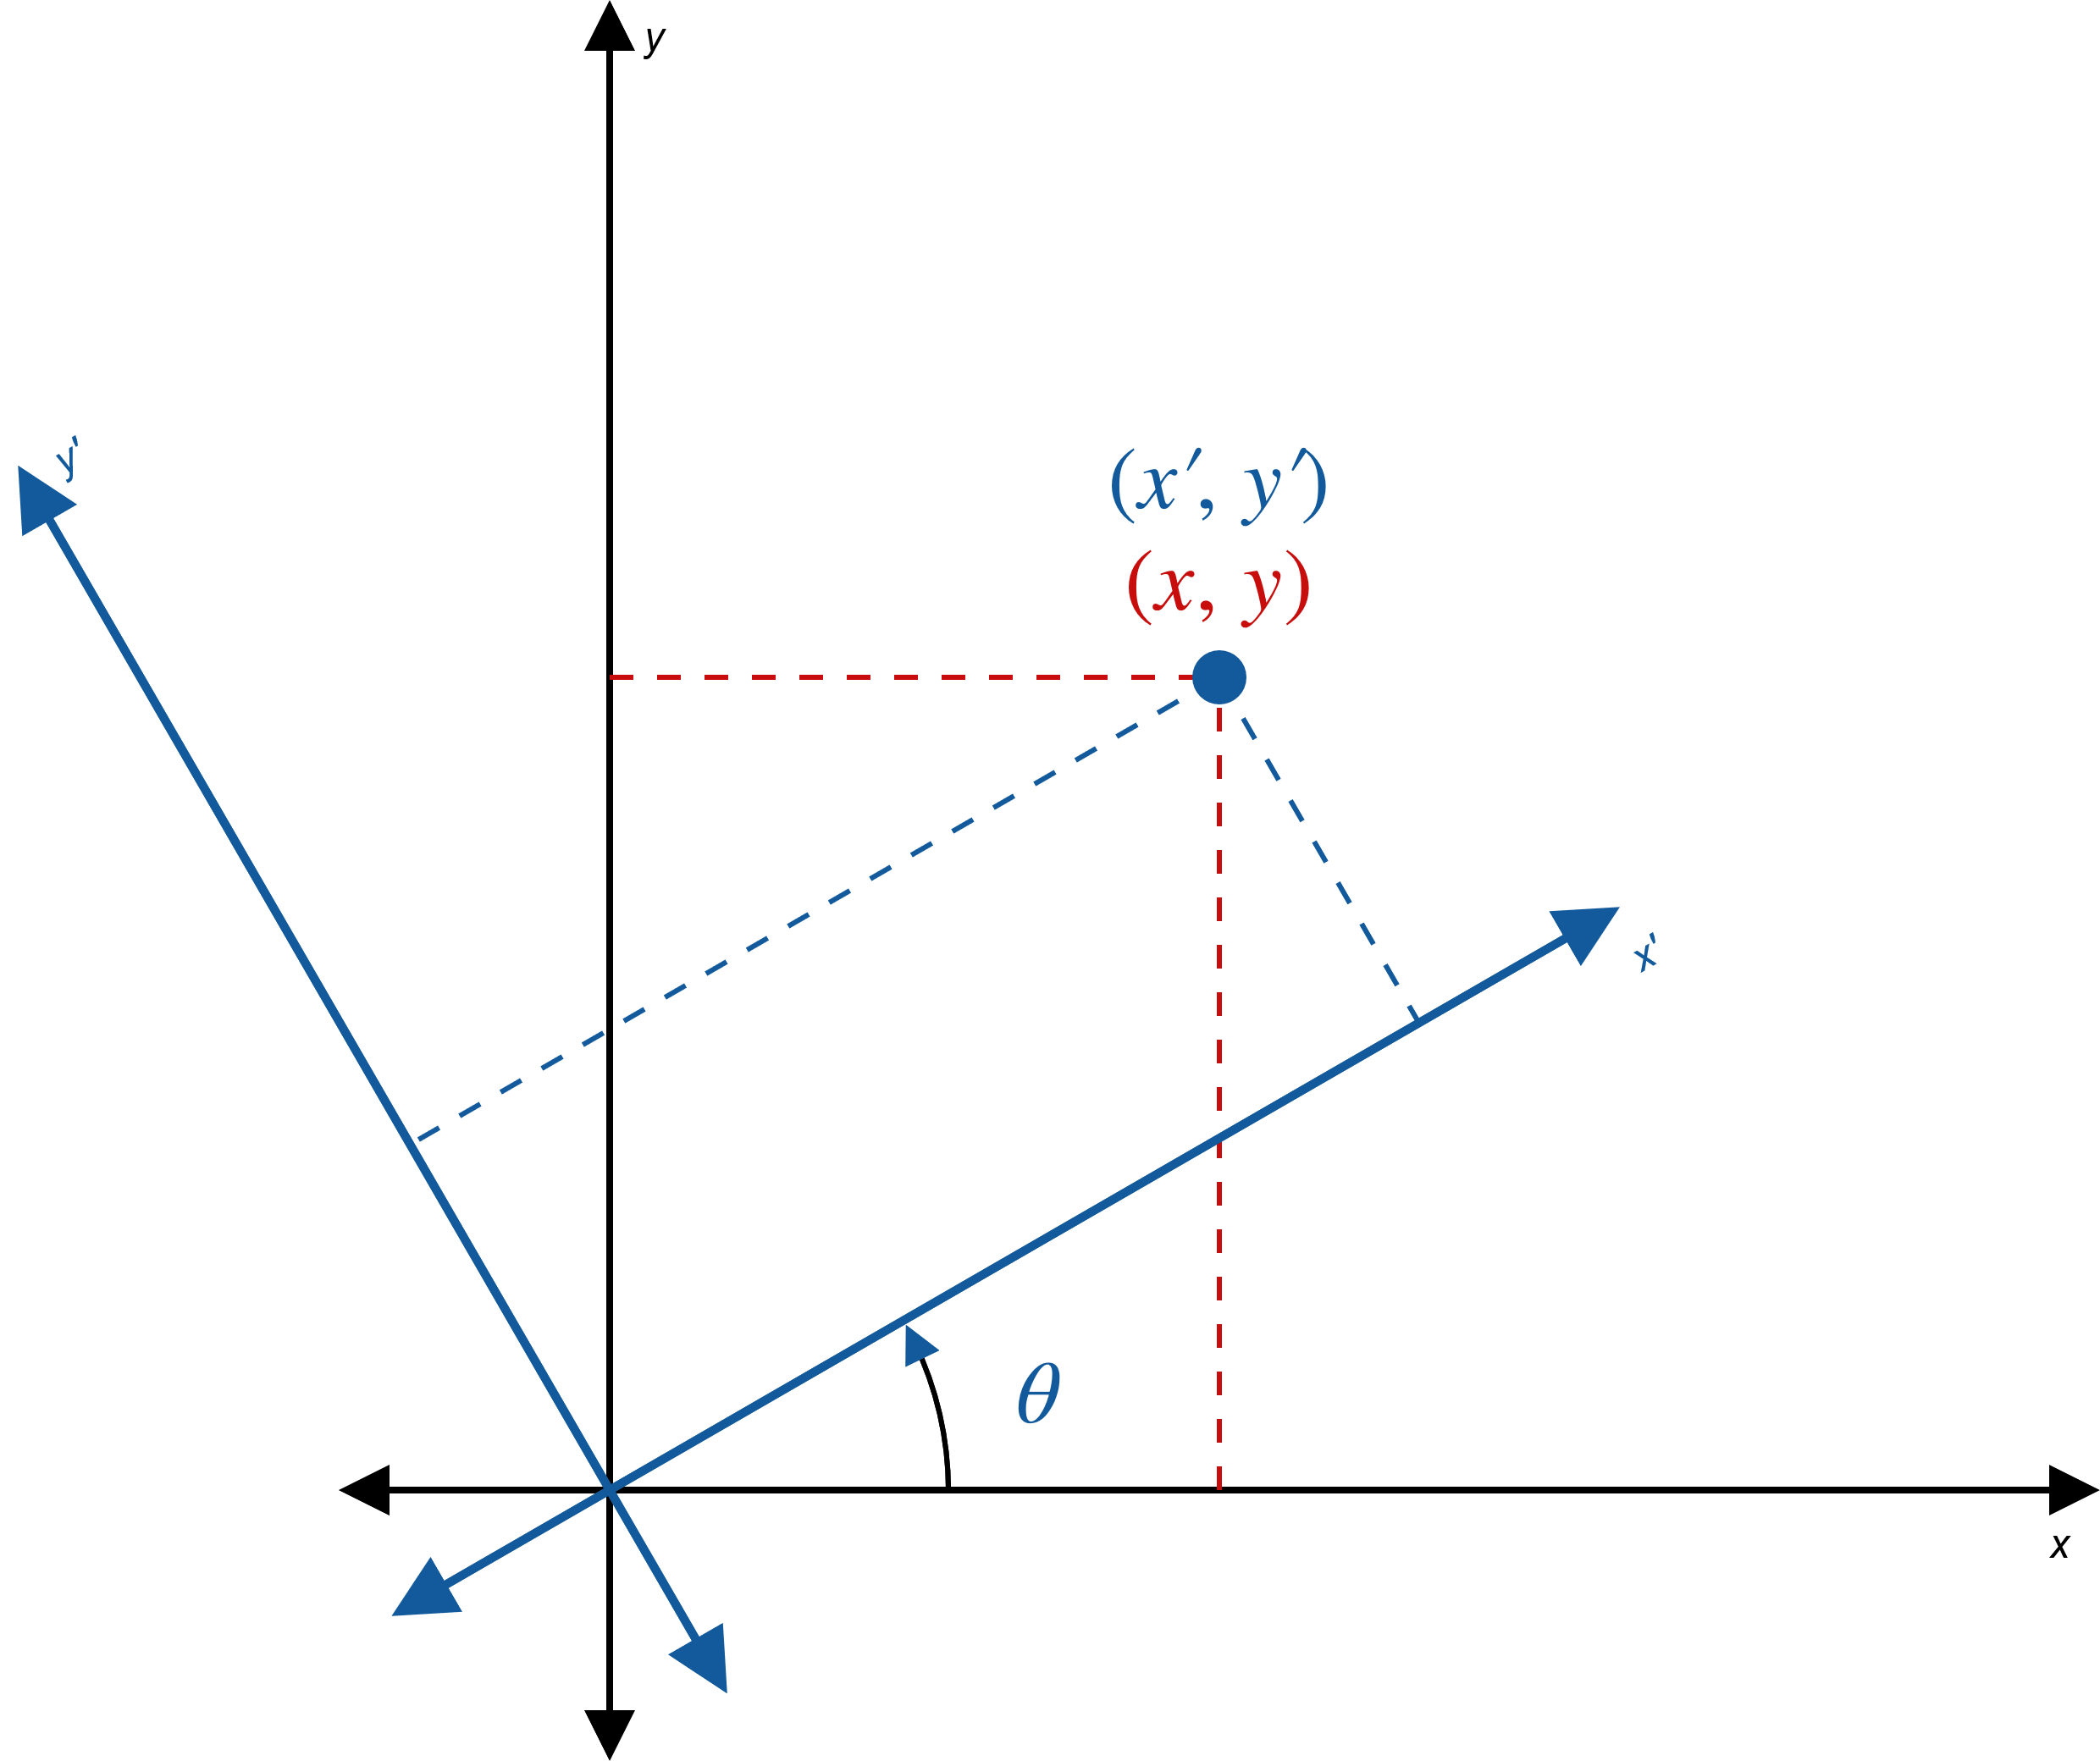 y
y'
(x′, y′)
(x, y)
x'
θ
x